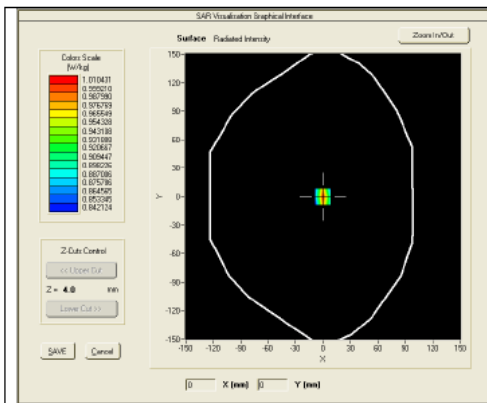 SAR Visualisation Graphical Interface
Surface Radiated Intensity
Zoom In/Out
Colors Scale
(W/kg)
1.010431
0.999210
0.987990
0.976769
0.965549
0.954328
0.943108
0.931888
0.920667
0.909447
0.898226
0.887006
0.875786
0.864565
0.853345
0.842124
150
120
90
60
30
0
-30
-60
-90
-120
-150
Y
-150 -120 -90 -60 -30 0 30 60 90 120 150
X
Z-Cuts Control
<< Upper Cut
Z = 4.0 mm
Lower Cut >>
SAVE Cancel
0 X (mm) 0 Y (mm)